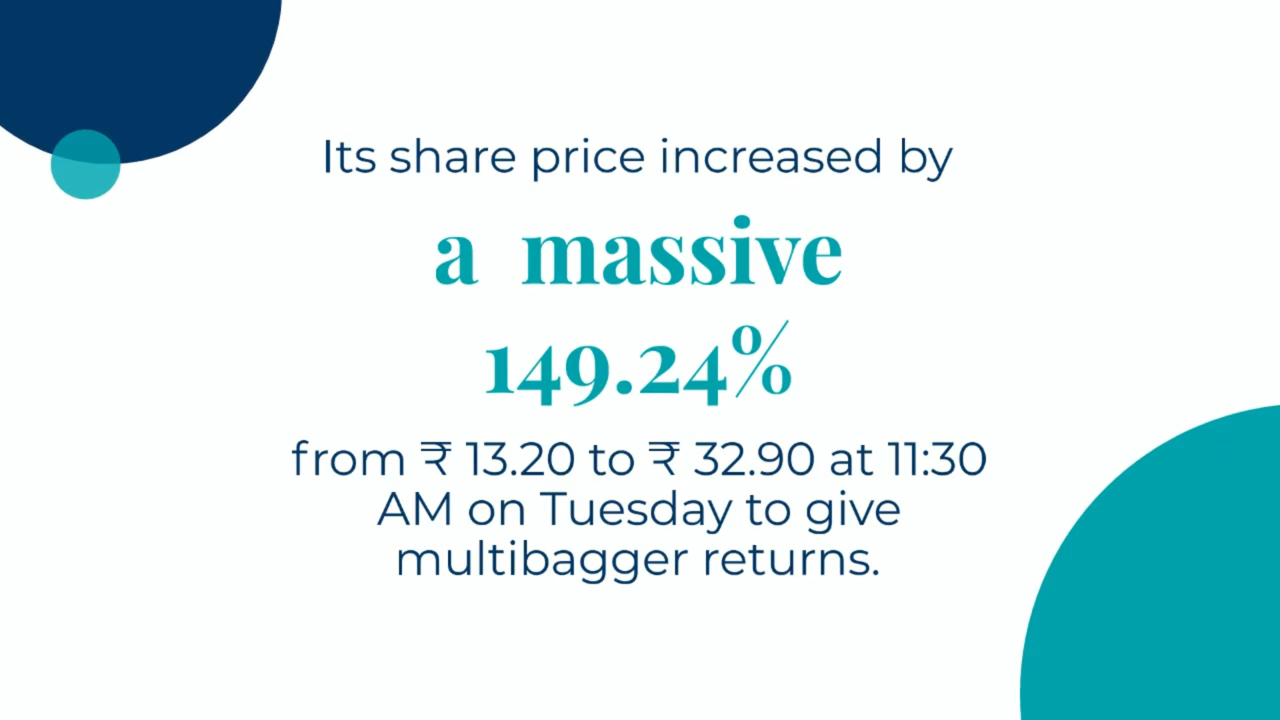 Its share price increased by
a massive
149.24%
from ₹ 13.20 to ₹ 32.90 at 11:30
AM on Tuesday to give
multibagger returns.